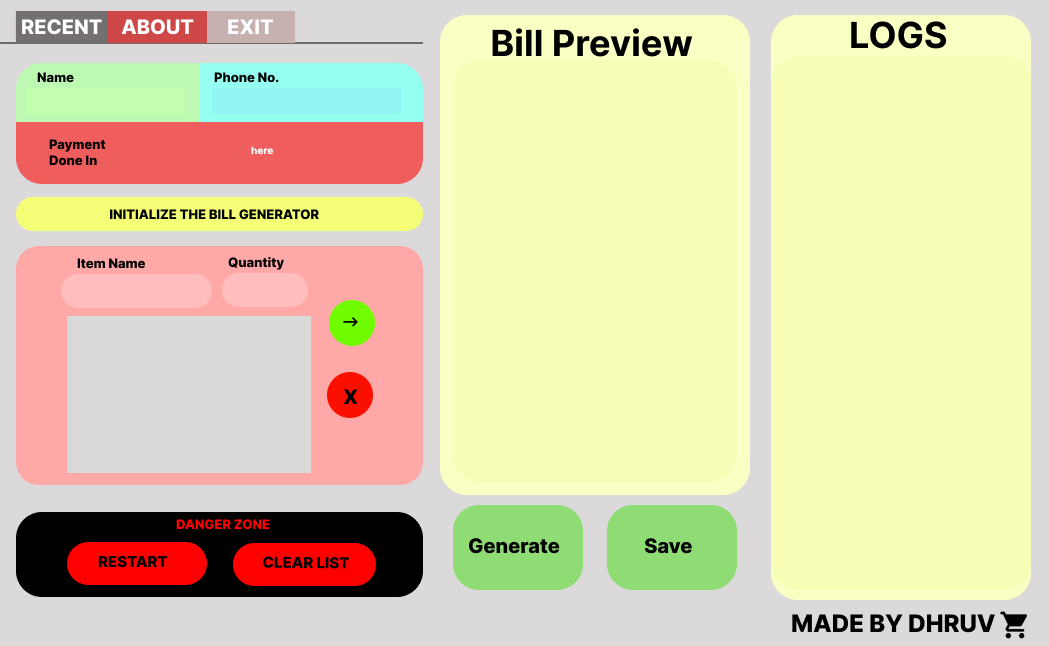 RECENT
ABOUT
EXIT
Name
Phone No.
Payment
Done In
here
INITIALIZE THE BILL GENERATOR
Item Name
Quantity
→
X
DANGER ZONE
RESTART
CLEAR LIST
Bill Preview
Generate
Save
LOGS
MADE BY DHRUV